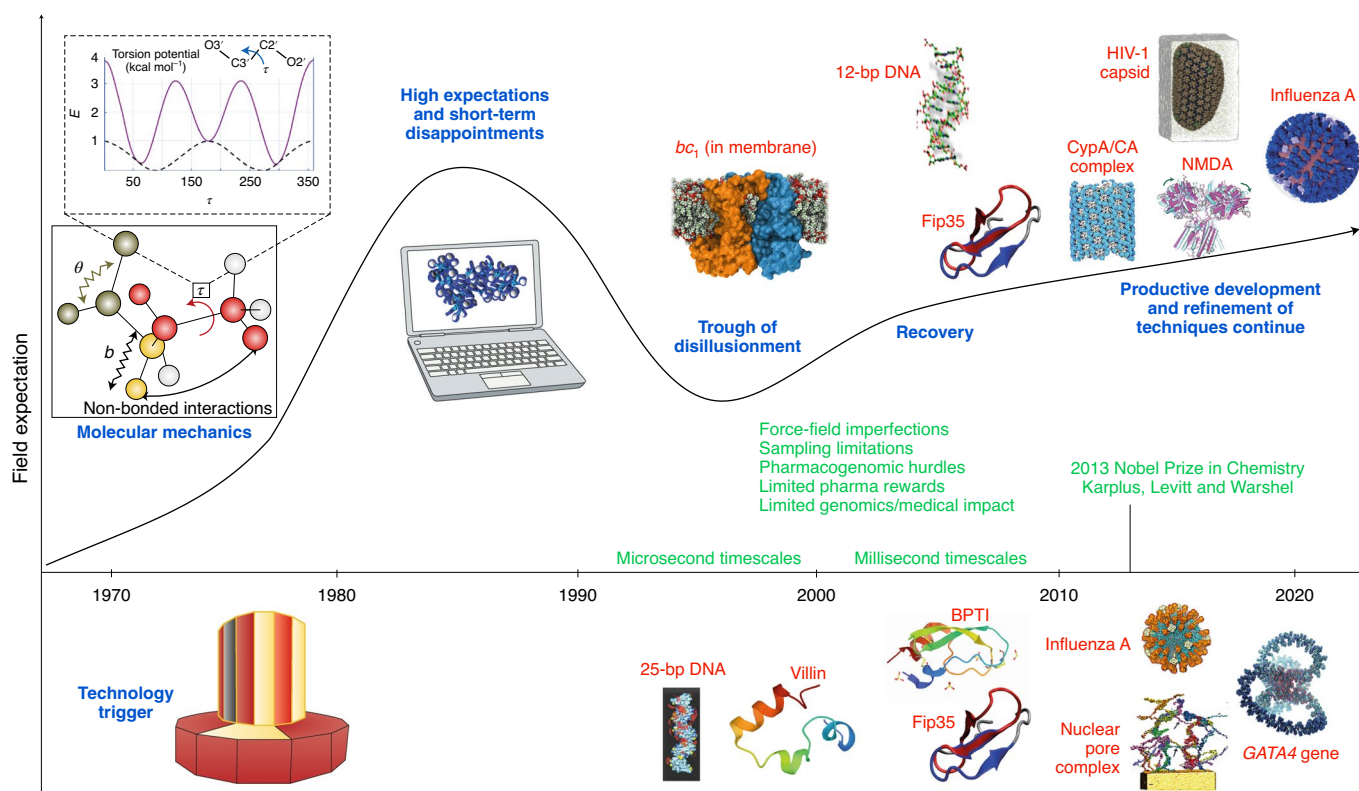 Field expectation
Torsion potential
(kcal mol⁻¹)
O3′
C2′
C3′
O2′
τ
E
4
3
2
1
50
150
250
350
τ
θ
τ
b
Non-bonded interactions
Molecular mechanics
High expectations
and short-term
disappointments
bc₁ (in membrane)
Trough of
disillusionment
12-bp DNA
Fip35
Recovery
HIV-1
capsid
CypA/CA
complex
NMDA
Influenza A
Productive development
and refinement of
techniques continue
Force-field imperfections
Sampling limitations
Pharmacogenomic hurdles
Limited pharma rewards
Limited genomics/medical impact
2013 Nobel Prize in Chemistry
Karplus, Levitt and Warshel
Microsecond timescales
Millisecond timescales
1970
1980
1990
2000
2010
2020
Technology
trigger
25-bp DNA
Villin
BPTI
Fip35
Influenza A
Nuclear
pore
complex
GATA4 gene